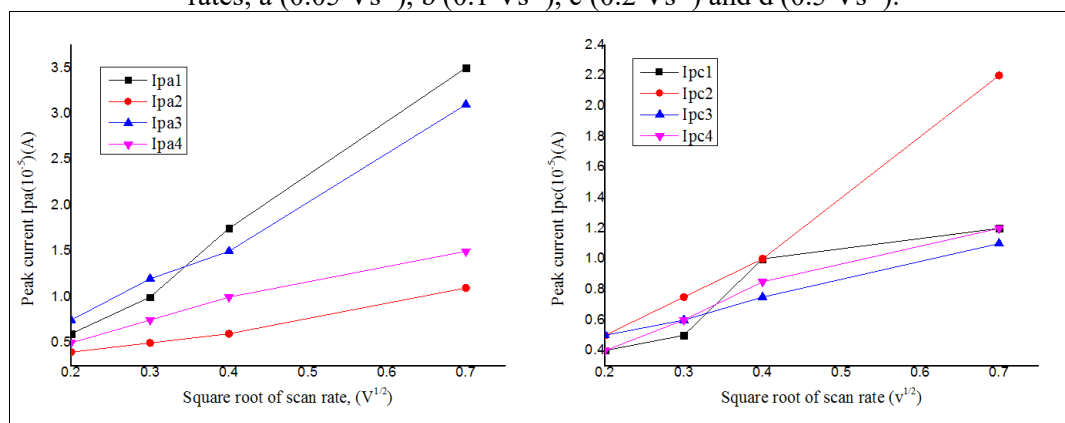 rates, a (0.05 Vs⁻¹), b (0.1 Vs⁻¹), c (0.2 Vs⁻¹) and d (0.5 Vs⁻¹).
Ipa1
Ipa2
Ipa3
Ipa4
Peak current Ipa(10⁻⁵)(A)
3.5
3.0
2.5
2.0
1.5
1.0
0.5
0.2 0.3 0.4 0.5 0.6 0.7
Square root of scan rate, (V^1/2)
Ipc1
Ipc2
Ipc3
Ipc4
Peak current Ipc(10⁻⁵)(A)
2.4
2.2
2.0
1.8
1.6
1.4
1.2
1.0
0.8
0.6
0.4
0.2 0.3 0.4 0.5 0.6 0.7
Square root of scan rate (v^1/2)